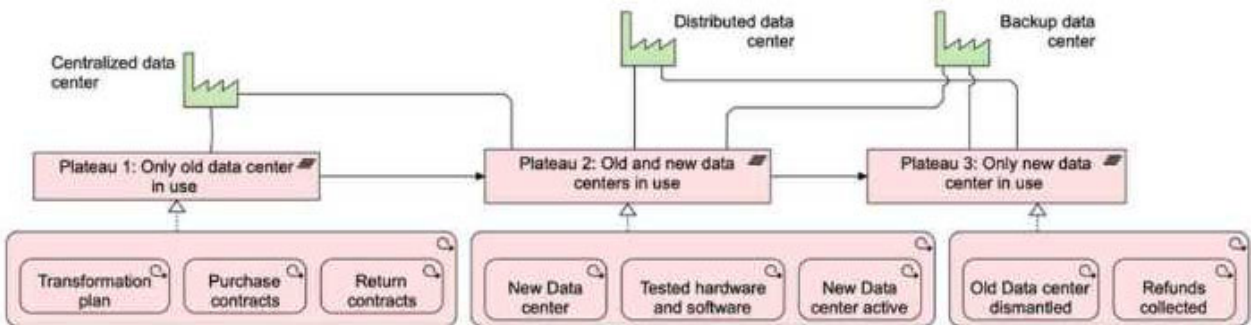 Centralized data
center
Distributed data
center
Backup data
center
Plateau 1: Only old data center
in use
Plateau 2: Old and new data
centers in use
Plateau 3: Only new data
center in use
Transformation
plan
Purchase
contracts
Return
contracts
New Data
center
Tested hardware
and software
New Data
center active
Old Data center
dismantled
Refunds
collected